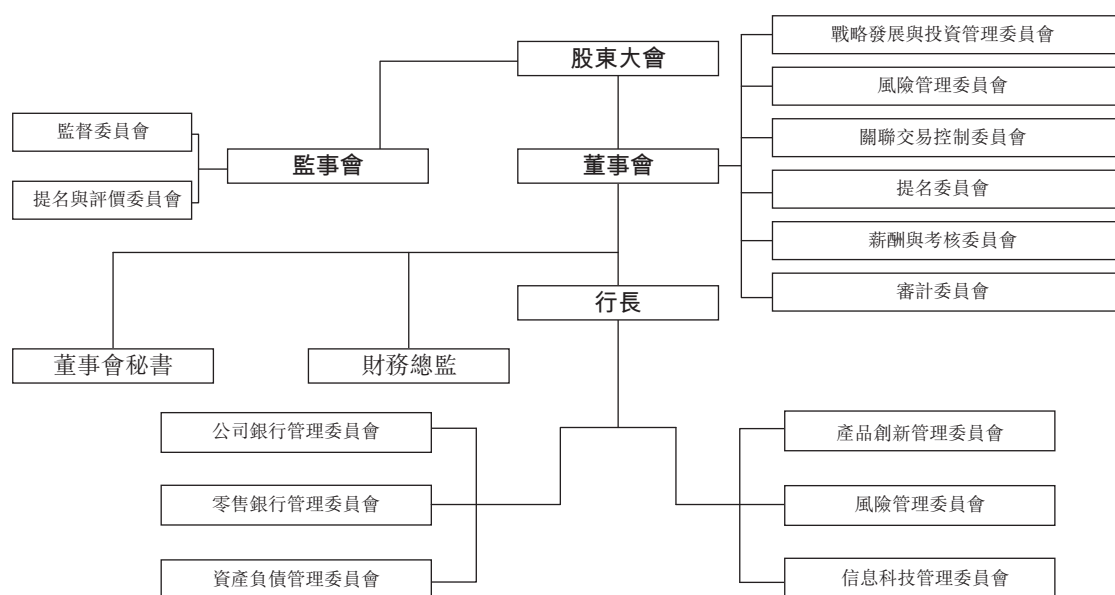 戰略發展與投資管理委員會
股東大會
風險管理委員會
監督委員會
關聯交易控制委員會
監事會
董事會
提名與評價委員會
提名委員會
薪酬與考核委員會
行長
審計委員會
董事會秘書
財務總監
公司銀行管理委員會
產品創新管理委員會
零售銀行管理委員會
風險管理委員會
資產負債管理委員會
信息科技管理委員會